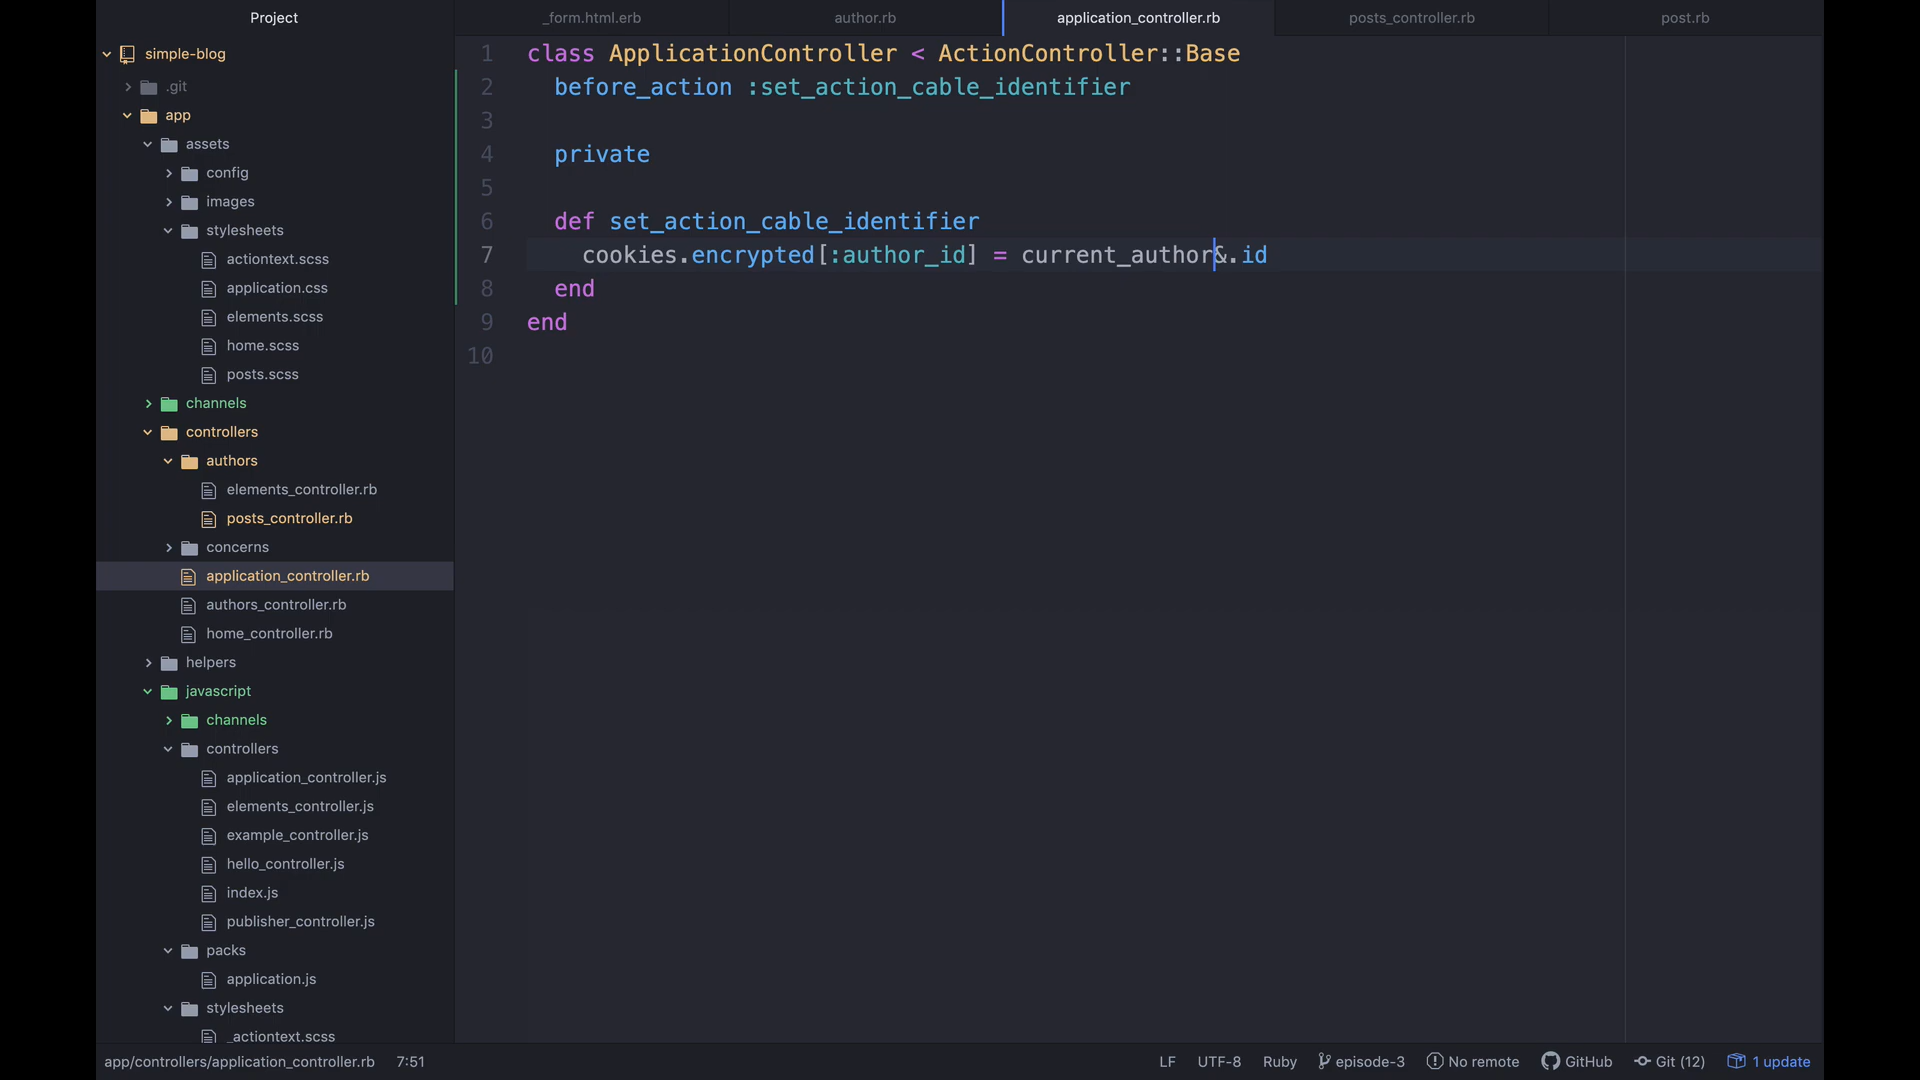 Project
_form.html.erb
author.rb
application_controller.rb
posts_controller.rb
post.rb
simple-blog
.git
app
assets
config
images
stylesheets
actiontext.scss
application.css
elements.scss
home.scss
posts.scss
channels
controllers
authors
elements_controller.rb
posts_controller.rb
concerns
application_controller.rb
authors_controller.rb
home_controller.rb
helpers
javascript
channels
controllers
application_controller.js
elements_controller.js
example_controller.js
hello_controller.js
index.js
publisher_controller.js
packs
application.js
stylesheets
_actiontext.scss
1 class ApplicationController < ActionController::Base
2 before_action :set_action_cable_identifier
3
4 private
5
6 def set_action_cable_identifier
7 cookies.encrypted[:author_id] = current_author&.id
8 end
9 end
10
app/controllers/application_controller.rb 7:51 LF UTF-8 Ruby episode-3 No remote GitHub Git (12) 1 update